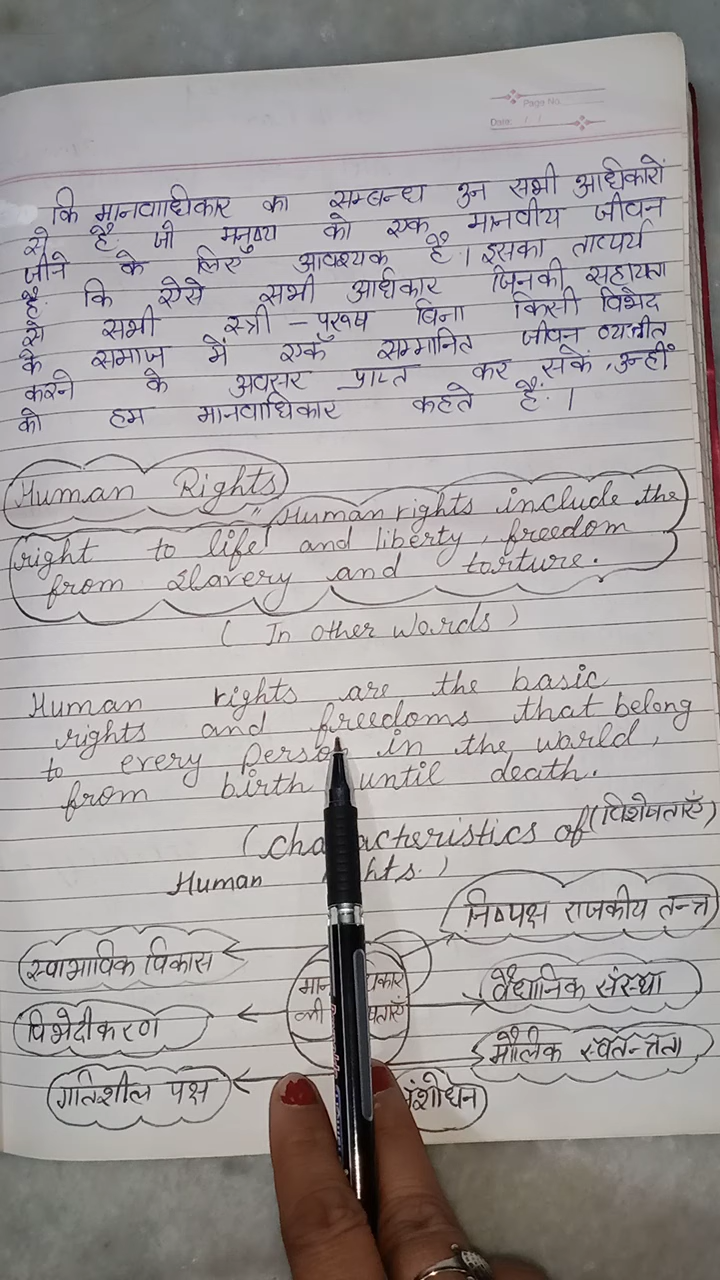 Page No.
Date: / /
कि मानवाधिकार का सम्बन्ध उन सभी अधिकारों
से है जो मनुष्य को एक मानवीय जीवन
जीने के लिए आवश्यक है। इसका तात्पर्य
है कि ऐसे सभी अधिकार जिनकी सहायता
से सभी स्त्री - पुरूष बिना किसी विभेद
के समाज में एक सम्मानित जीवन व्यतीत
करने के अवसर प्राप्त कर सकें, उन्हीं
को हम मानवाधिकार कहते हैं।
Human Rights
"Human rights include the
right to life and liberty, freedom
from slavery and torture.
( In other words )
Human rights are the basic
rights and freedoms that belong
to every person in the world,
from birth until death.
(Characteristics of (विशेषताएँ)
Human
निष्पक्ष राजकीय तन्त्र
स्वाभाविक विकास
वैधानिक संस्था
विभेदीकरण
मौलिक स्वतन्त्रता
गतिशील पक्ष